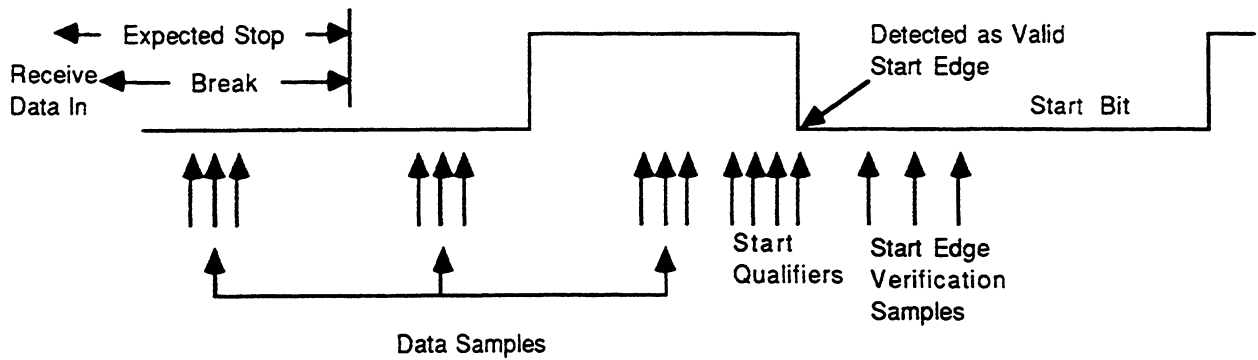 Expected Stop
Receive
Data In
Break
Detected as Valid
Start Edge
Start Bit
Start
Qualifiers
Start Edge
Verification
Samples
Data Samples